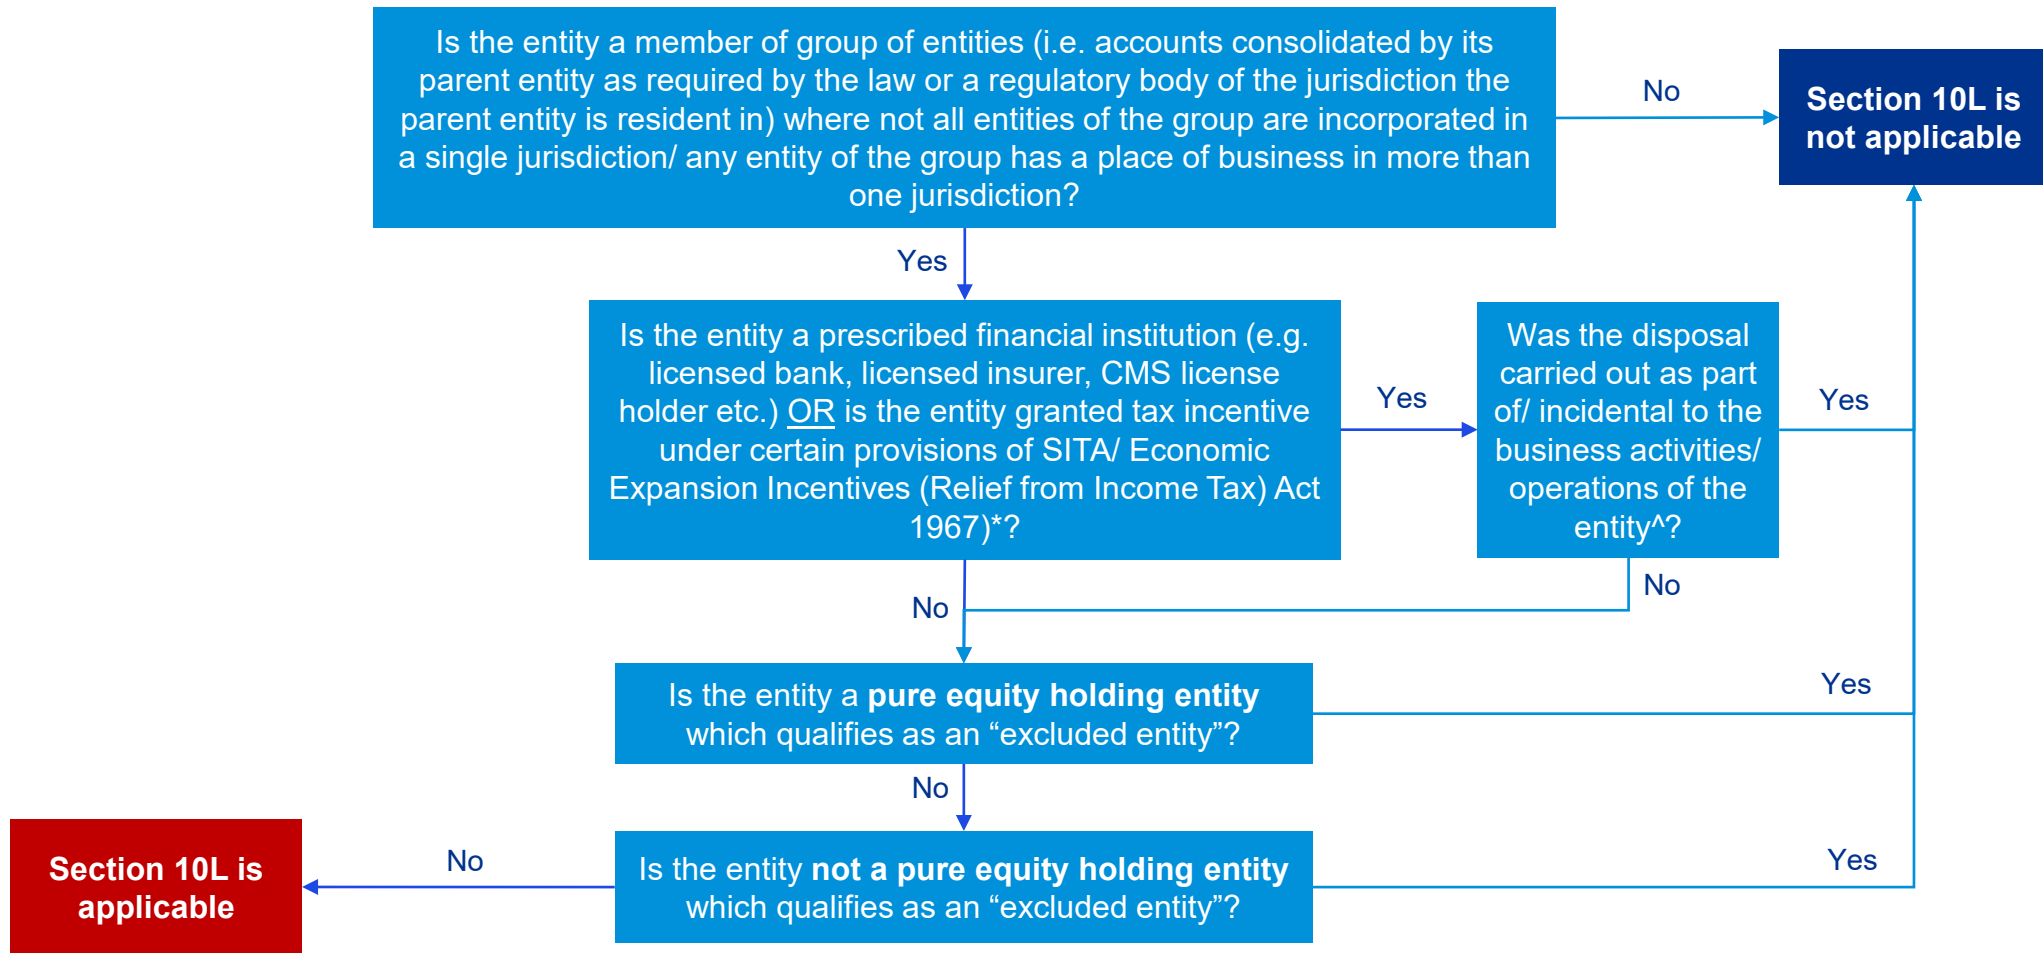 Is the entity a member of group of entities (i.e. accounts consolidated by its
parent entity as required by the law or a regulatory body of the jurisdiction the
parent entity is resident in) where not all entities of the group are incorporated in
a single jurisdiction/ any entity of the group has a place of business in more than
one jurisdiction?
No
Section 10L is
not applicable
Yes
Is the entity a prescribed financial institution (e.g.
licensed bank, licensed insurer, CMS license
holder etc.) OR is the entity granted tax incentive
under certain provisions of SITA/ Economic
Expansion Incentives (Relief from Income Tax) Act
1967)*?
Yes
Was the disposal
carried out as part
of/ incidental to the
business activities/
operations of the
entity^?
Yes
No
No
Is the entity a pure equity holding entity
which qualifies as an “excluded entity”?
Yes
No
Is the entity not a pure equity holding entity
which qualifies as an “excluded entity”?
Yes
No
Section 10L is
applicable